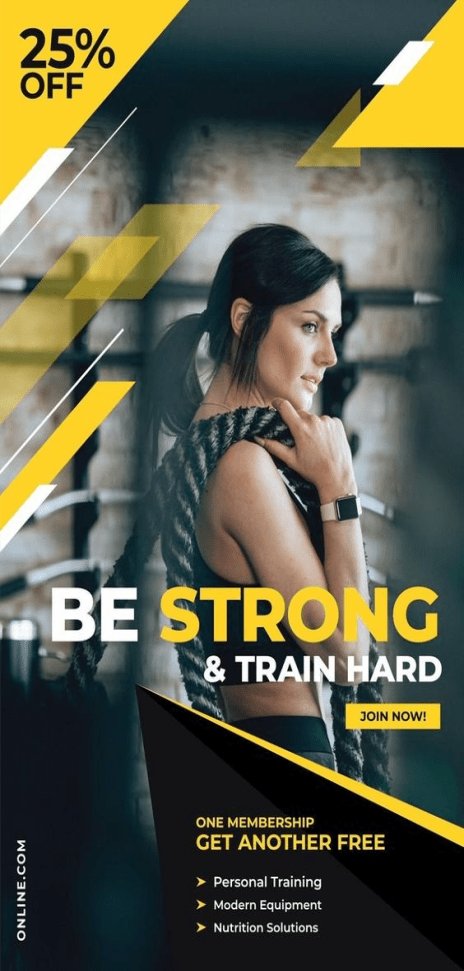 25%
OFF
BE STRONG
& TRAIN HARD
JOIN NOW!
ONE MEMBERSHIP
GET ANOTHER FREE
Personal Training
Modern Equipment
Nutrition Solutions
ONLINE.COM